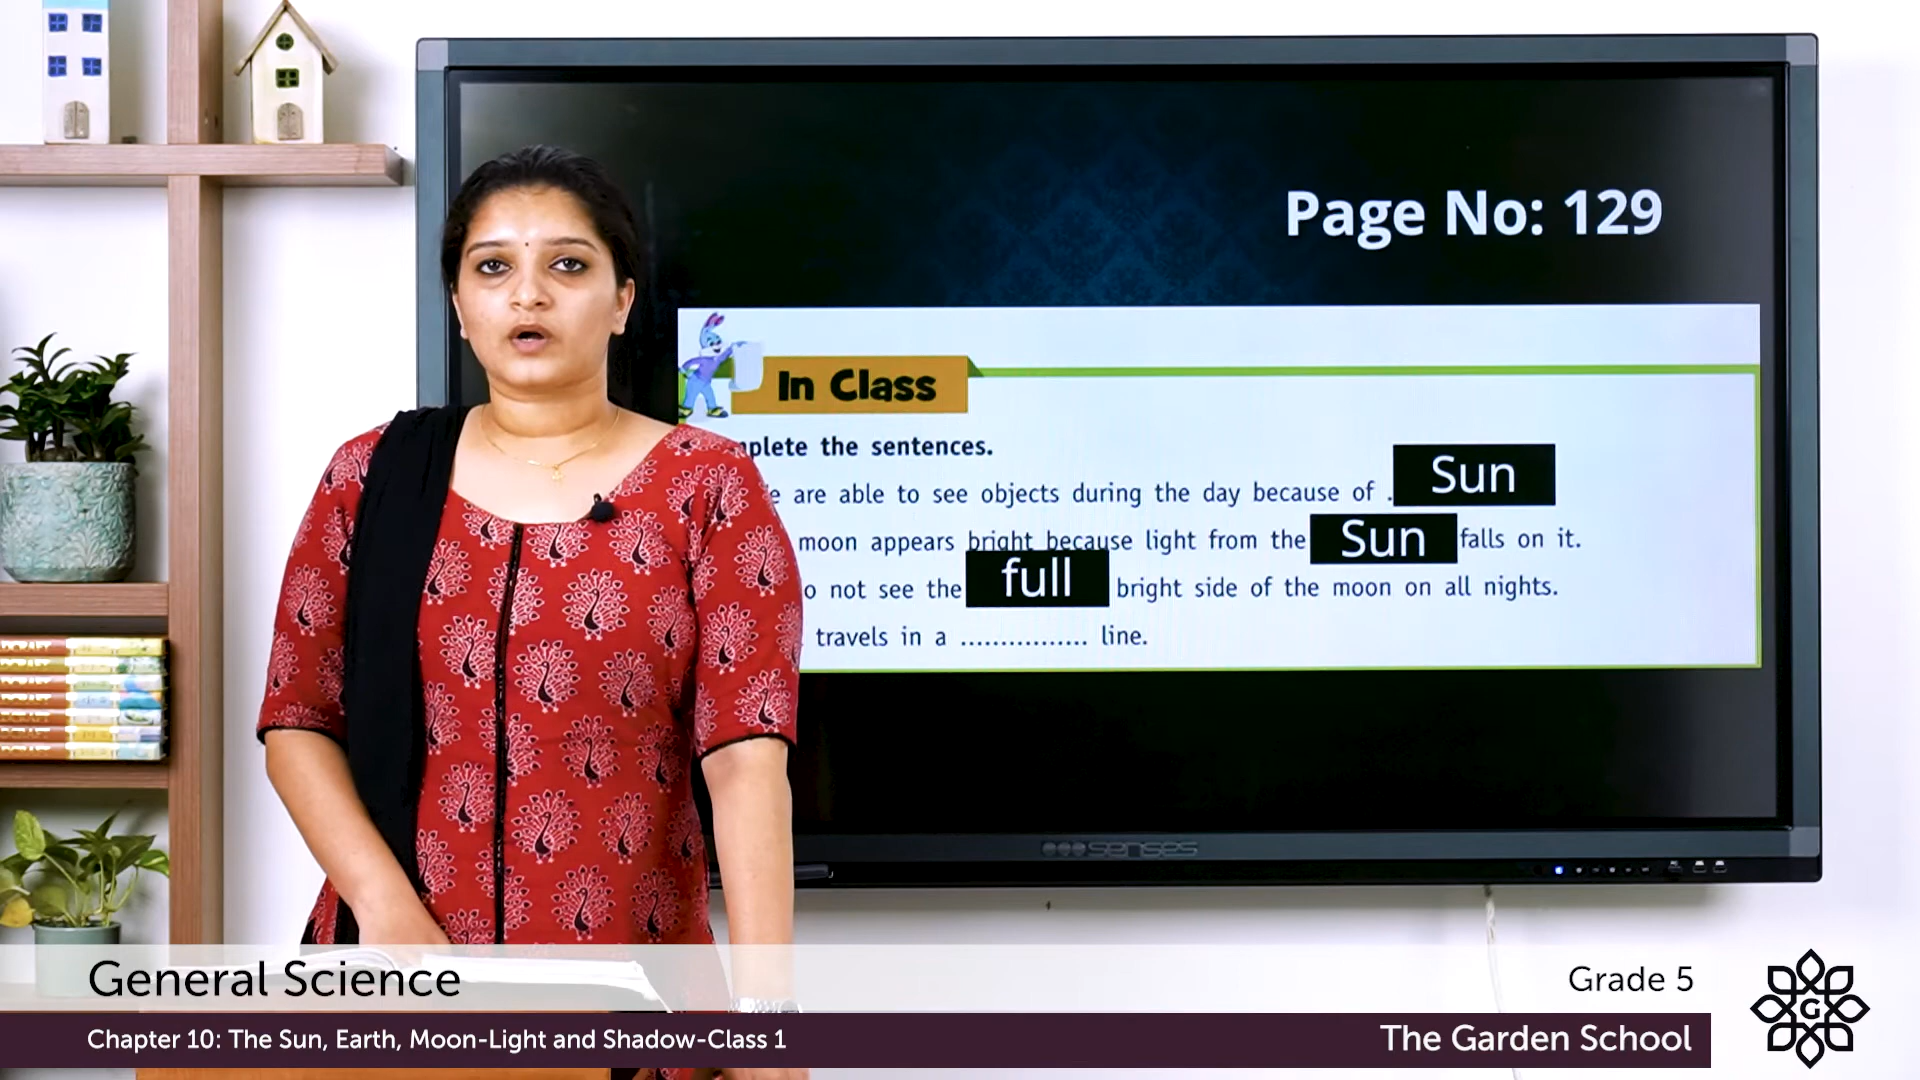 Page No: 129
In Class
the sentences.
are able to see objects during the day because of . Sun
moon appears bright because light from the Sun falls on it.
not see the full bright side of the moon on all nights.
travels in a ................ line.
senses
General Science
Grade 5
Chapter 10: The Sun, Earth, Moon-Light and Shadow-Class 1
The Garden School
G